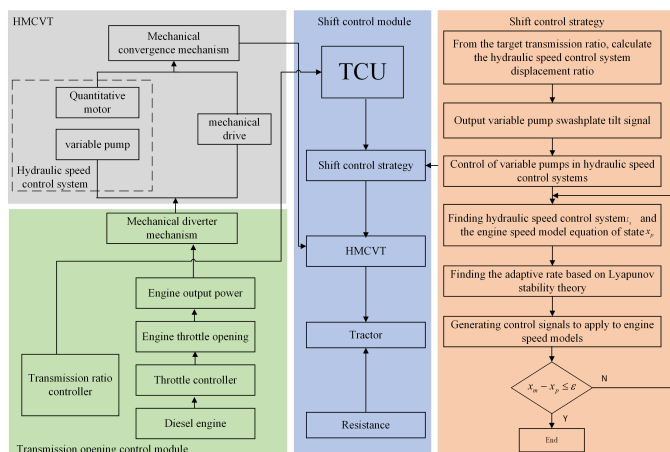 HMCVT
Mechanical
convergence mechanism
Quantitative
motor
variable pump
Hydraulic speed
control system
mechanical
drive
Mechanical diverter
mechanism
Engine output power
Engine throttle opening
Transmission ratio
controller
Throttle controller
Diesel engine
Transmission opening control module
Shift control module
TCU
Shift control strategy
HMCVT
Tractor
Resistance
Shift control strategy
From the target transmission ratio, calculate
the hydraulic speed control system
displacement ratio
Output variable pump swashplate tilt signal
Control of variable pumps in hydraulic speed
control systems
Finding hydraulic speed control system and
the engine speed model equation of state x_p
Finding the adaptive rate based on Lyapunov
stability theory
Generating control signals to apply to engine
speed models
x_m − x_p ≤ ε
N
Y
End